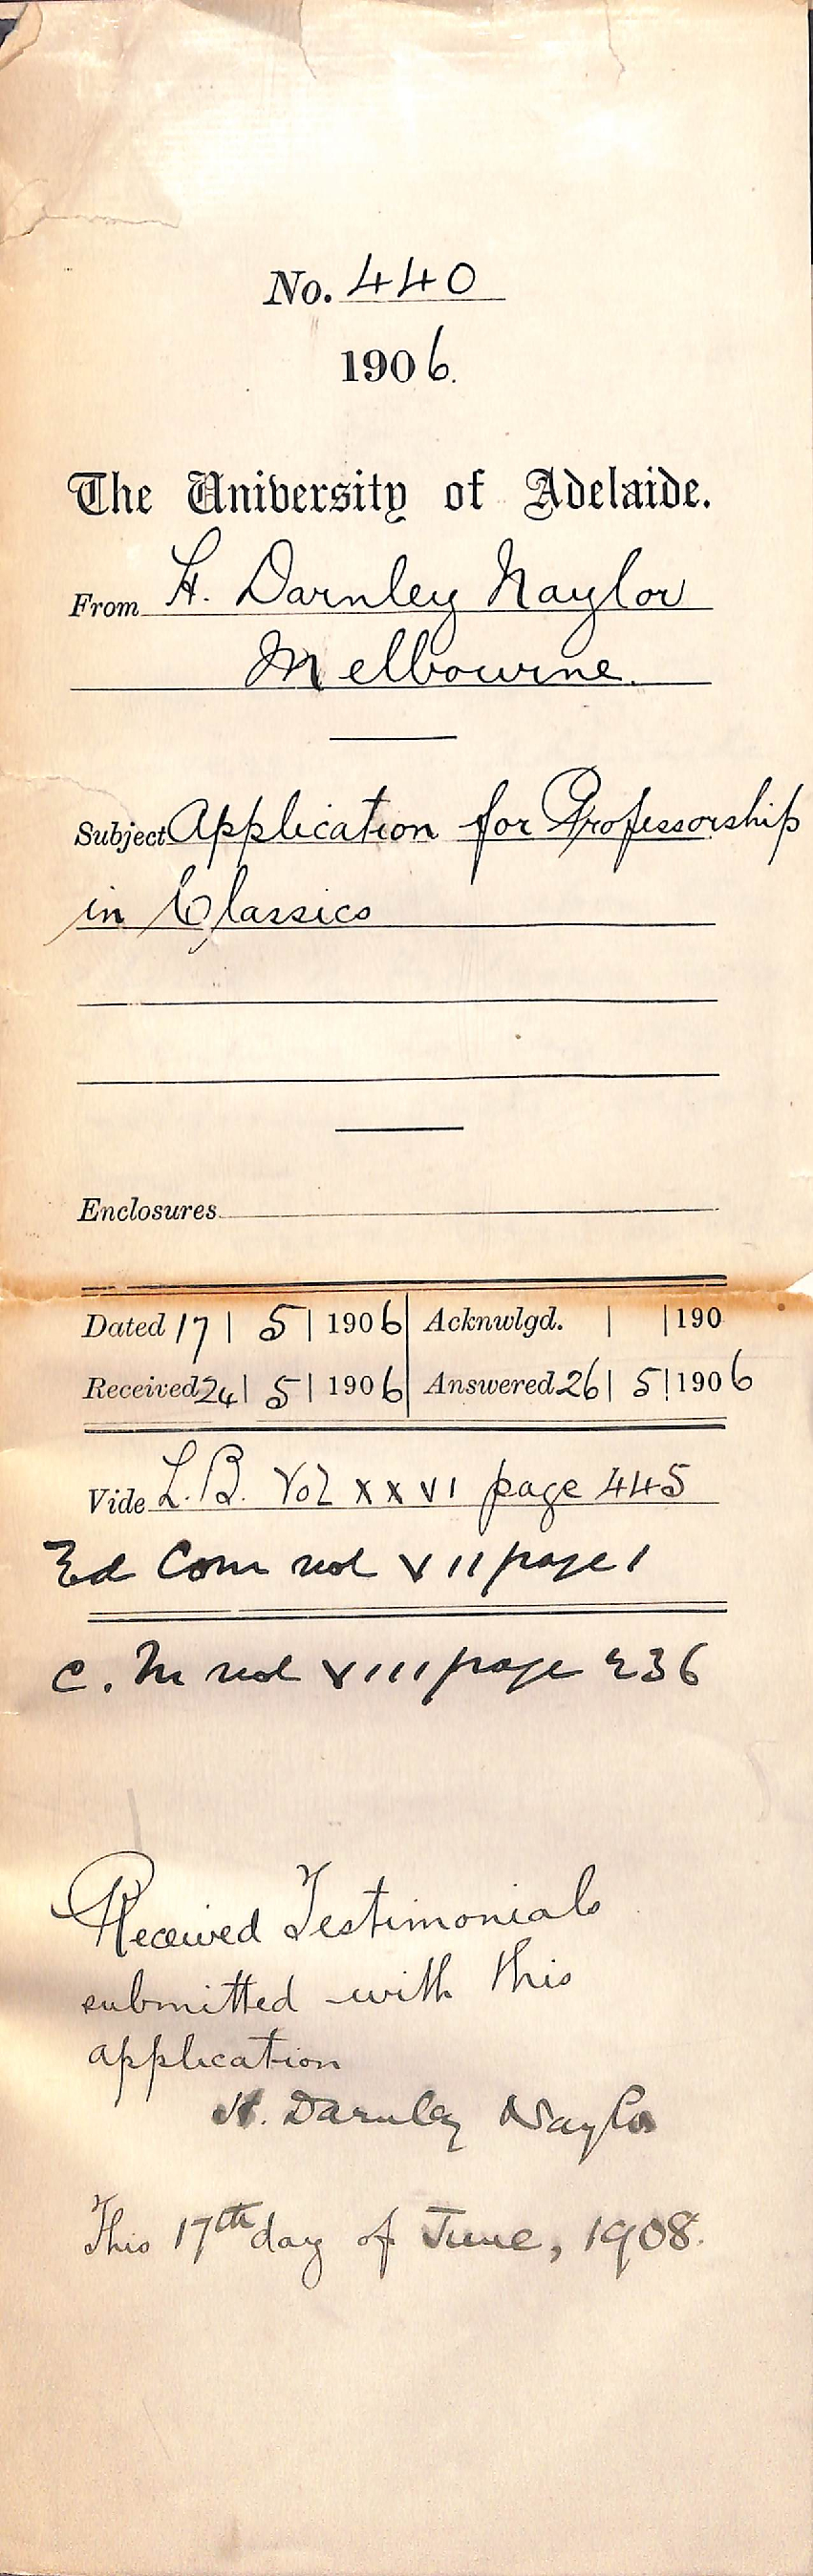 No. 440
1906.
The University of Adelaide.
From H. Darnley Naylor
Melbourne.
Subject Application for Professorship
in Classics
Enclosures
Dated 17 | 5 | 1906 | Acknwlgd. | | 190
Received 24 | 5 | 1906 | Answered 26 | 5 | 1906
Vide L.B. Vol XXVI page 445
Ed Com vol VII page 1
C. M vol VIII page 236
Received Testimonials
submitted with this
application
H. Darnley Naylor
This 17th day of June, 1908.